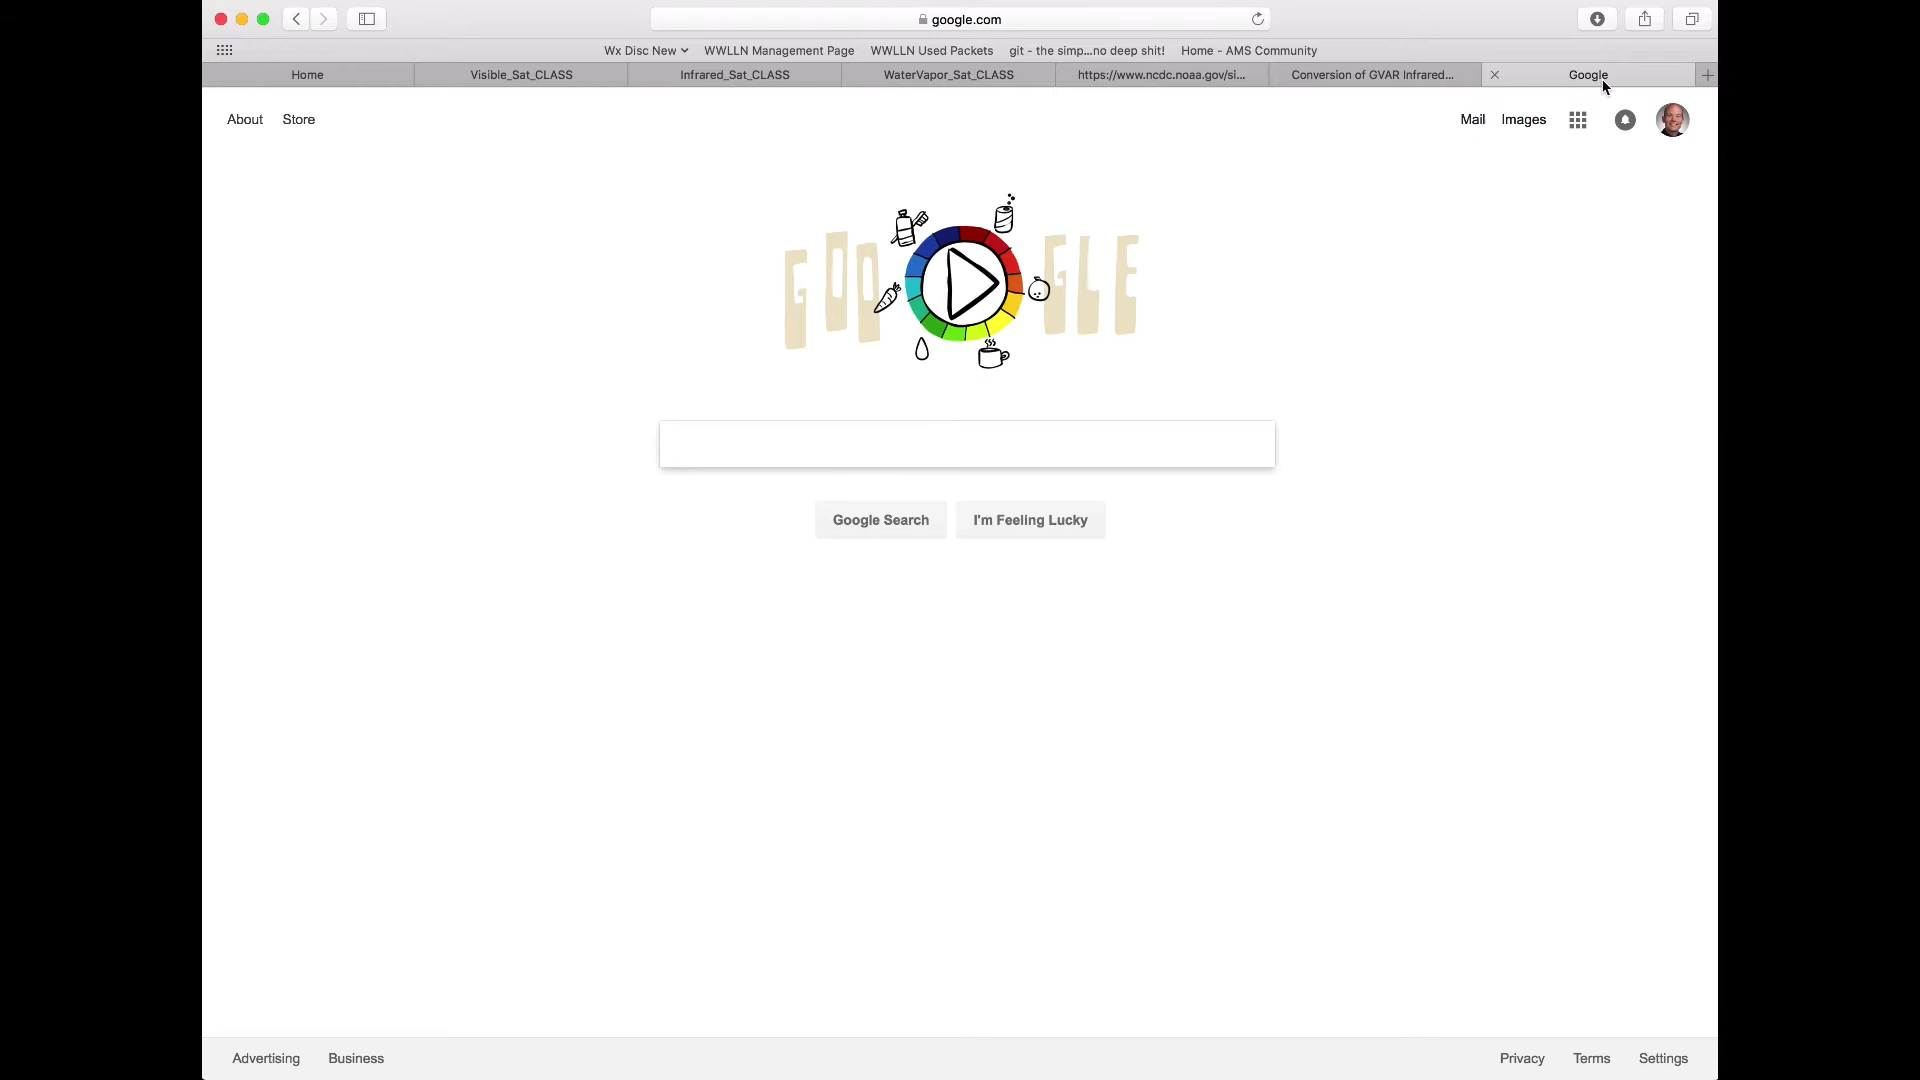 google.com
Wx Disc New WWLLN Management Page WWLLN Used Packets git - the simp...no deep shit! Home - AMS Community
Home Visible_Sat_CLASS Infrared_Sat_CLASS WaterVapor_Sat_CLASS https://www.ncdc.noaa.gov/si... Conversion of GVAR Infrared... Google
About Store Mail Images
GOOGLE
Google Search I'm Feeling Lucky
Advertising Business Privacy Terms Settings